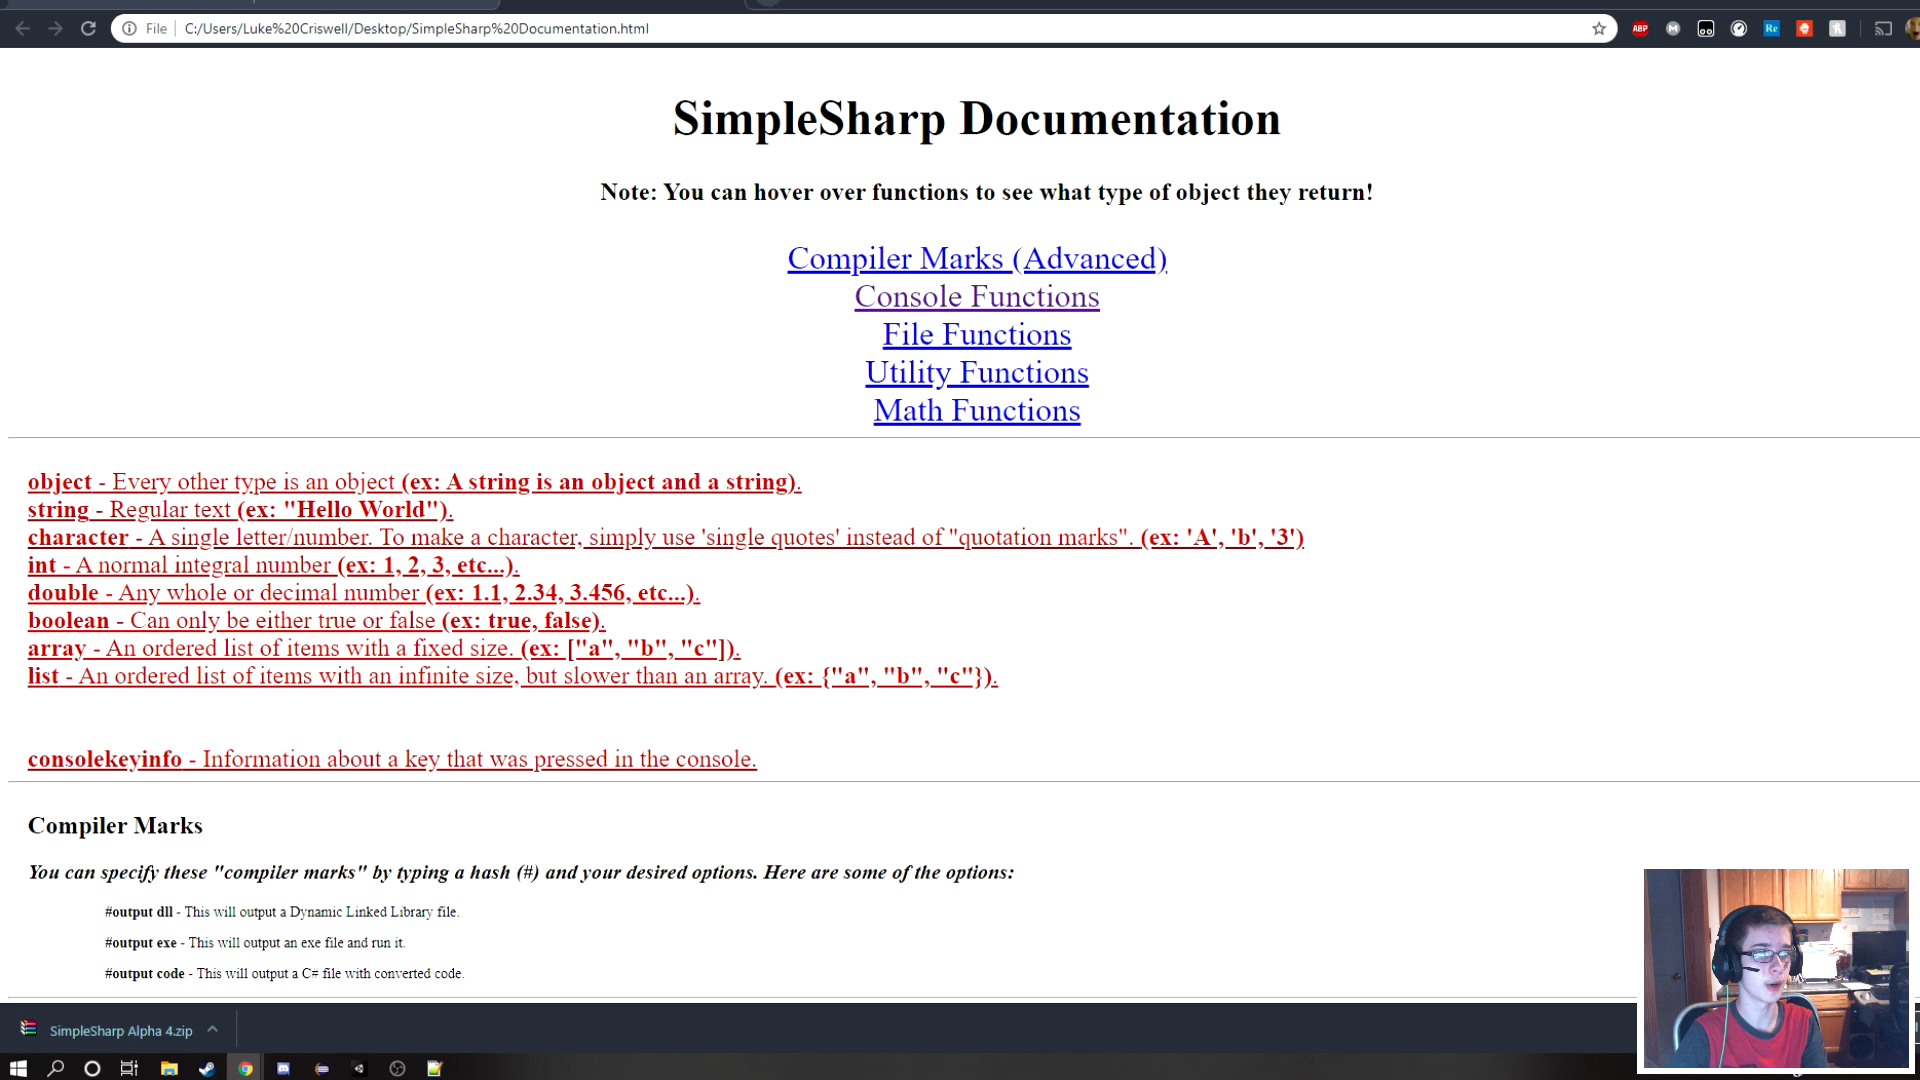 File
C:/Users/Luke%20Criswell/Desktop/SimpleSharp%20Documentation.html
ABP
M
Re
SimpleSharp Documentation
Note: You can hover over functions to see what type of object they return!
Compiler Marks (Advanced)
Console Functions
File Functions
Utility Functions
Math Functions
object - Every other type is an object (ex: A string is an object and a string).
string - Regular text (ex: "Hello World").
character - A single letter/number. To make a character, simply use 'single quotes' instead of "quotation marks". (ex: 'A', 'b', '3')
int - A normal integral number (ex: 1, 2, 3, etc...).
double - Any whole or decimal number (ex: 1.1, 2.34, 3.456, etc...).
boolean - Can only be either true or false (ex: true, false).
array - An ordered list of items with a fixed size. (ex: ["a", "b", "c"]).
list - An ordered list of items with an infinite size, but slower than an array. (ex: {"a", "b", "c"}).
consolekeyinfo - Information about a key that was pressed in the console.
Compiler Marks
You can specify these "compiler marks" by typing a hash (#) and your desired options. Here are some of the options:
#output dll - This will output a Dynamic Linked Library file.
#output exe - This will output an exe file and run it.
#output code - This will output a C# file with converted code.
SimpleSharp Alpha 4.zip